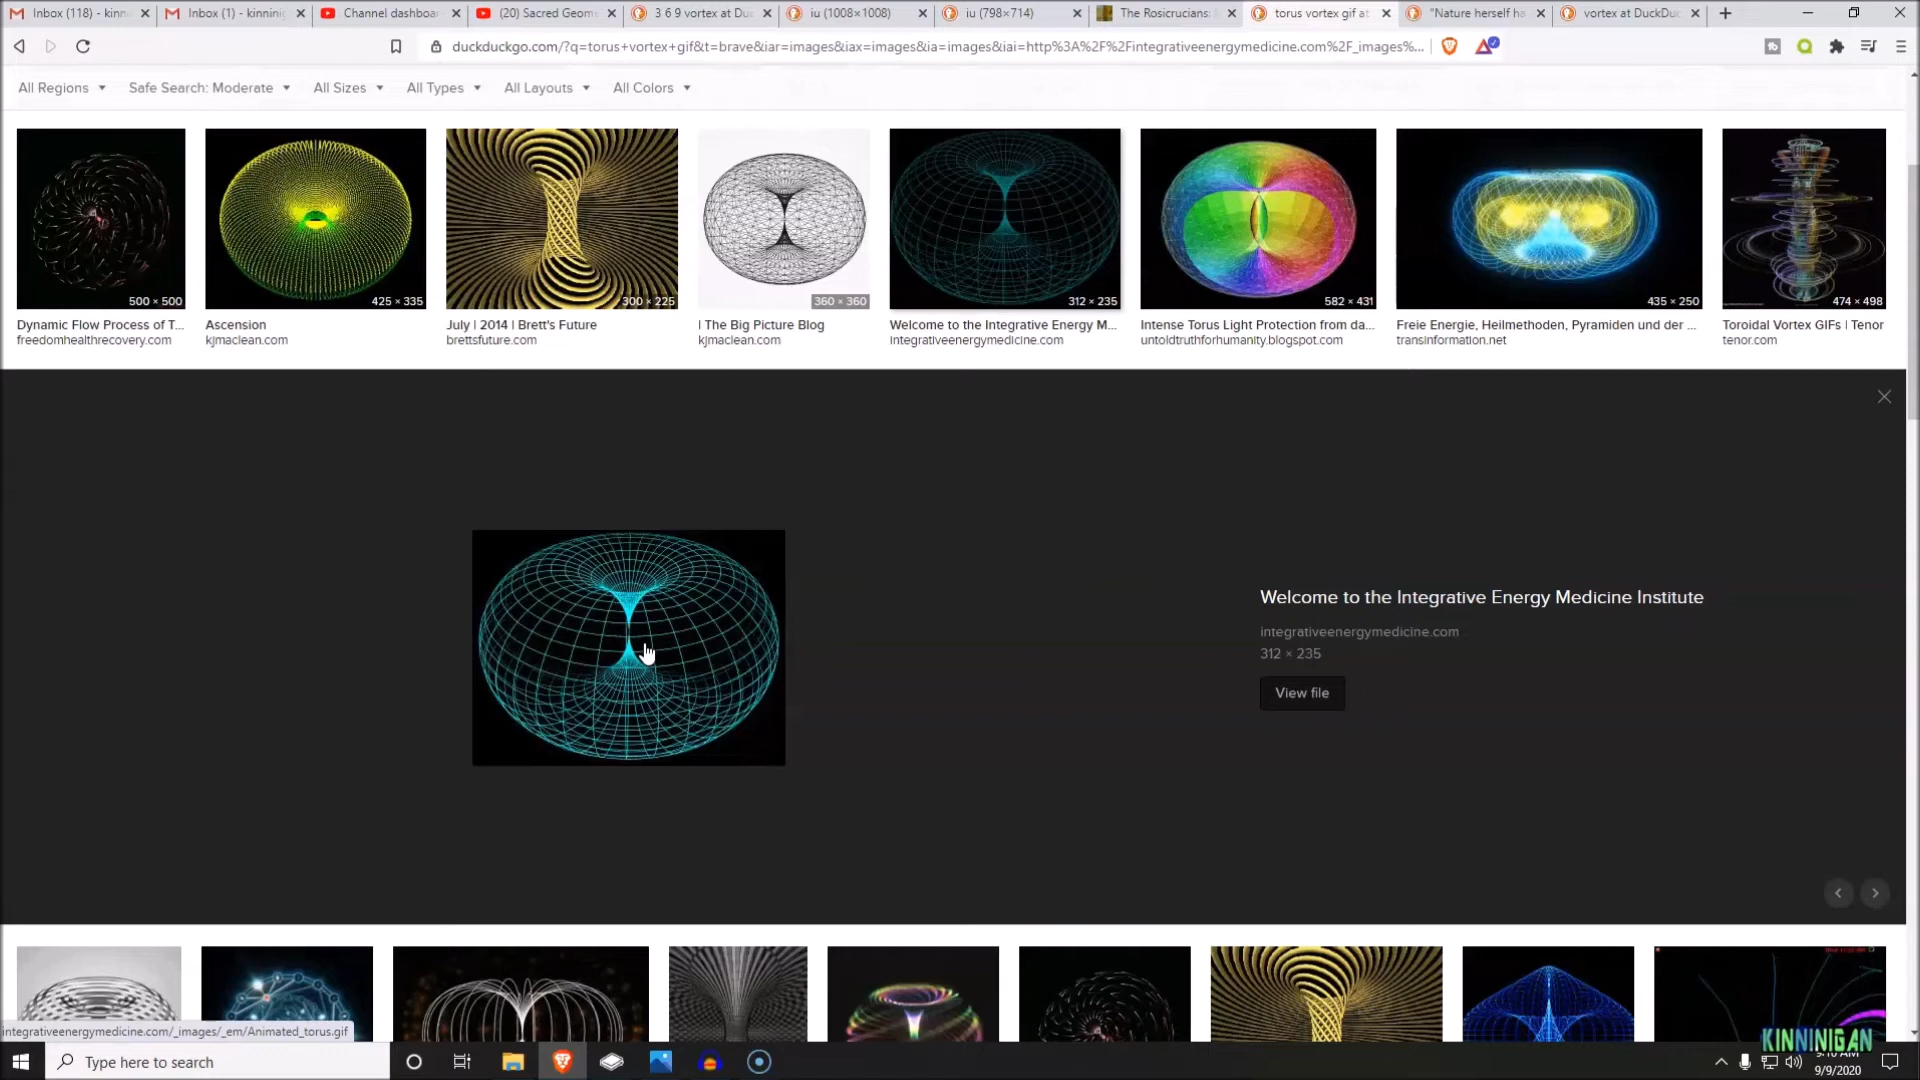 Inbox (118) - kinn
Inbox (1) - kinninig
Channel dashboa
(20) Sacred Geom
3 6 9 vortex at Du
iu (1008×1008)
iu (798×714)
The Rosicrucians:
torus vortex gif at
"Nature herself ha
vortex at DuckDu
duckduckgo.com/?q=torus+vortex+gif&t=brave&iar=images&iax=images&ia=images&iai=http%3A%2F%2Fintegrativeenergymedicine.com%2F_images%...
All Regions
Safe Search: Moderate
All Sizes
All Types
All Layouts
All Colors
500 × 500
425 × 335
300 × 225
360 × 360
312 × 235
582 × 431
435 × 250
474 × 498
Dynamic Flow Process of T...
freedomhealthrecovery.com
Ascension
kjmaclean.com
July | 2014 | Brett's Future
brettsfuture.com
| The Big Picture Blog
kjmaclean.com
Welcome to the Integrative Energy M...
integrativeenergymedicine.com
Intense Torus Light Protection from da...
untoldtruthforhumanity.blogspot.com
Freie Energie, Heilmethoden, Pyramiden und der ...
transinformation.net
Toroidal Vortex GIFs | Tenor
tenor.com
Welcome to the Integrative Energy Medicine Institute
integrativeenergymedicine.com
312 × 235
View file
integrativeenergymedicine.com/_images/_em/Animated_torus.gif
KINNINIGAN
Type here to search
9/9/2020